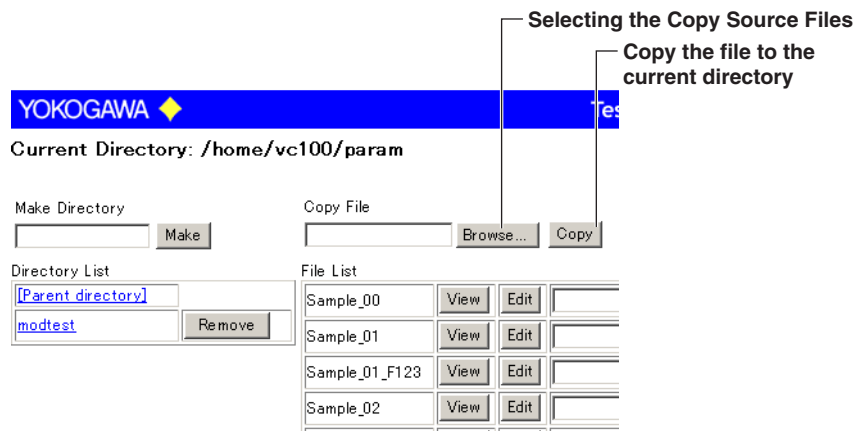 Selecting the Copy Source Files
Copy the file to the
current directory
YOKOGAWA
Tes
Current Directory: /home/vc100/param
Make Directory
Copy File
Make
Browse...
Copy
Directory List
File List
[Parent directory]
Sample_00
View
Edit
modtest
Remove
Sample_01
View
Edit
Sample_01_F123
View
Edit
Sample_02
View
Edit